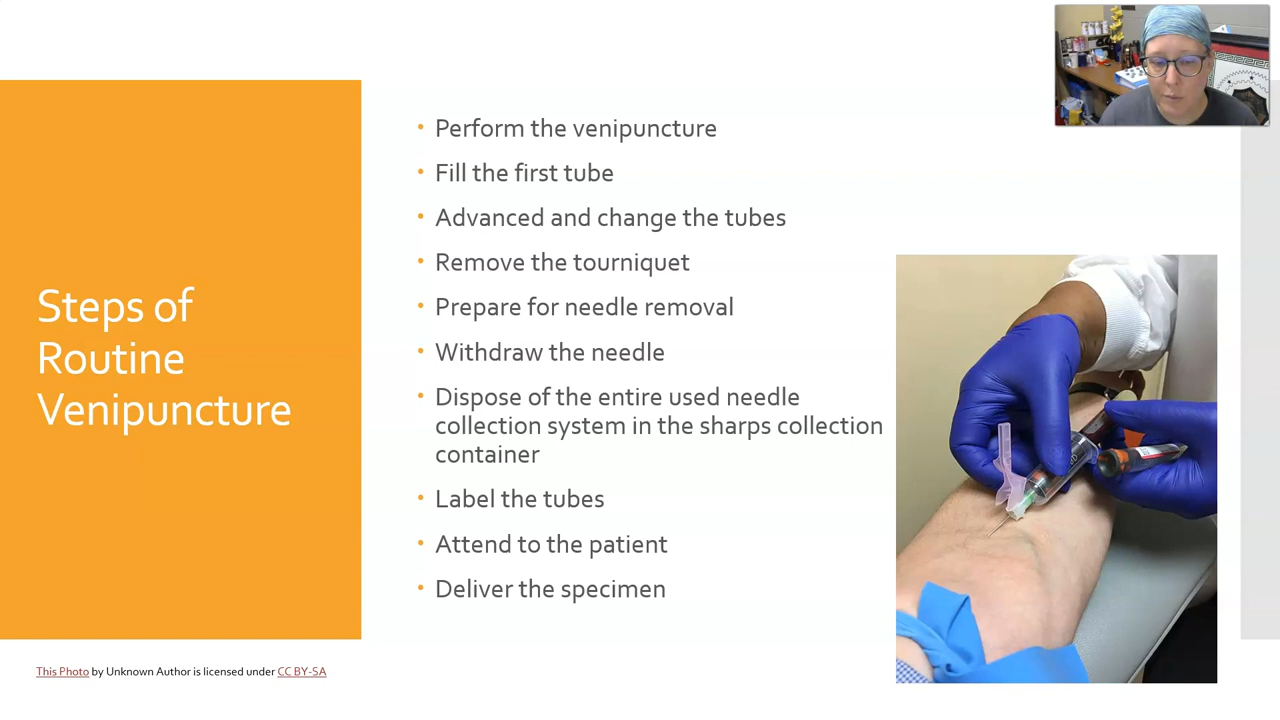 Steps of
Routine
Venipuncture
• Perform the venipuncture
• Fill the first tube
• Advanced and change the tubes
• Remove the tourniquet
• Prepare for needle removal
• Withdraw the needle
• Dispose of the entire used needle
collection system in the sharps collection
container
• Label the tubes
• Attend to the patient
• Deliver the specimen
This Photo by Unknown Author is licensed under CC BY-SA